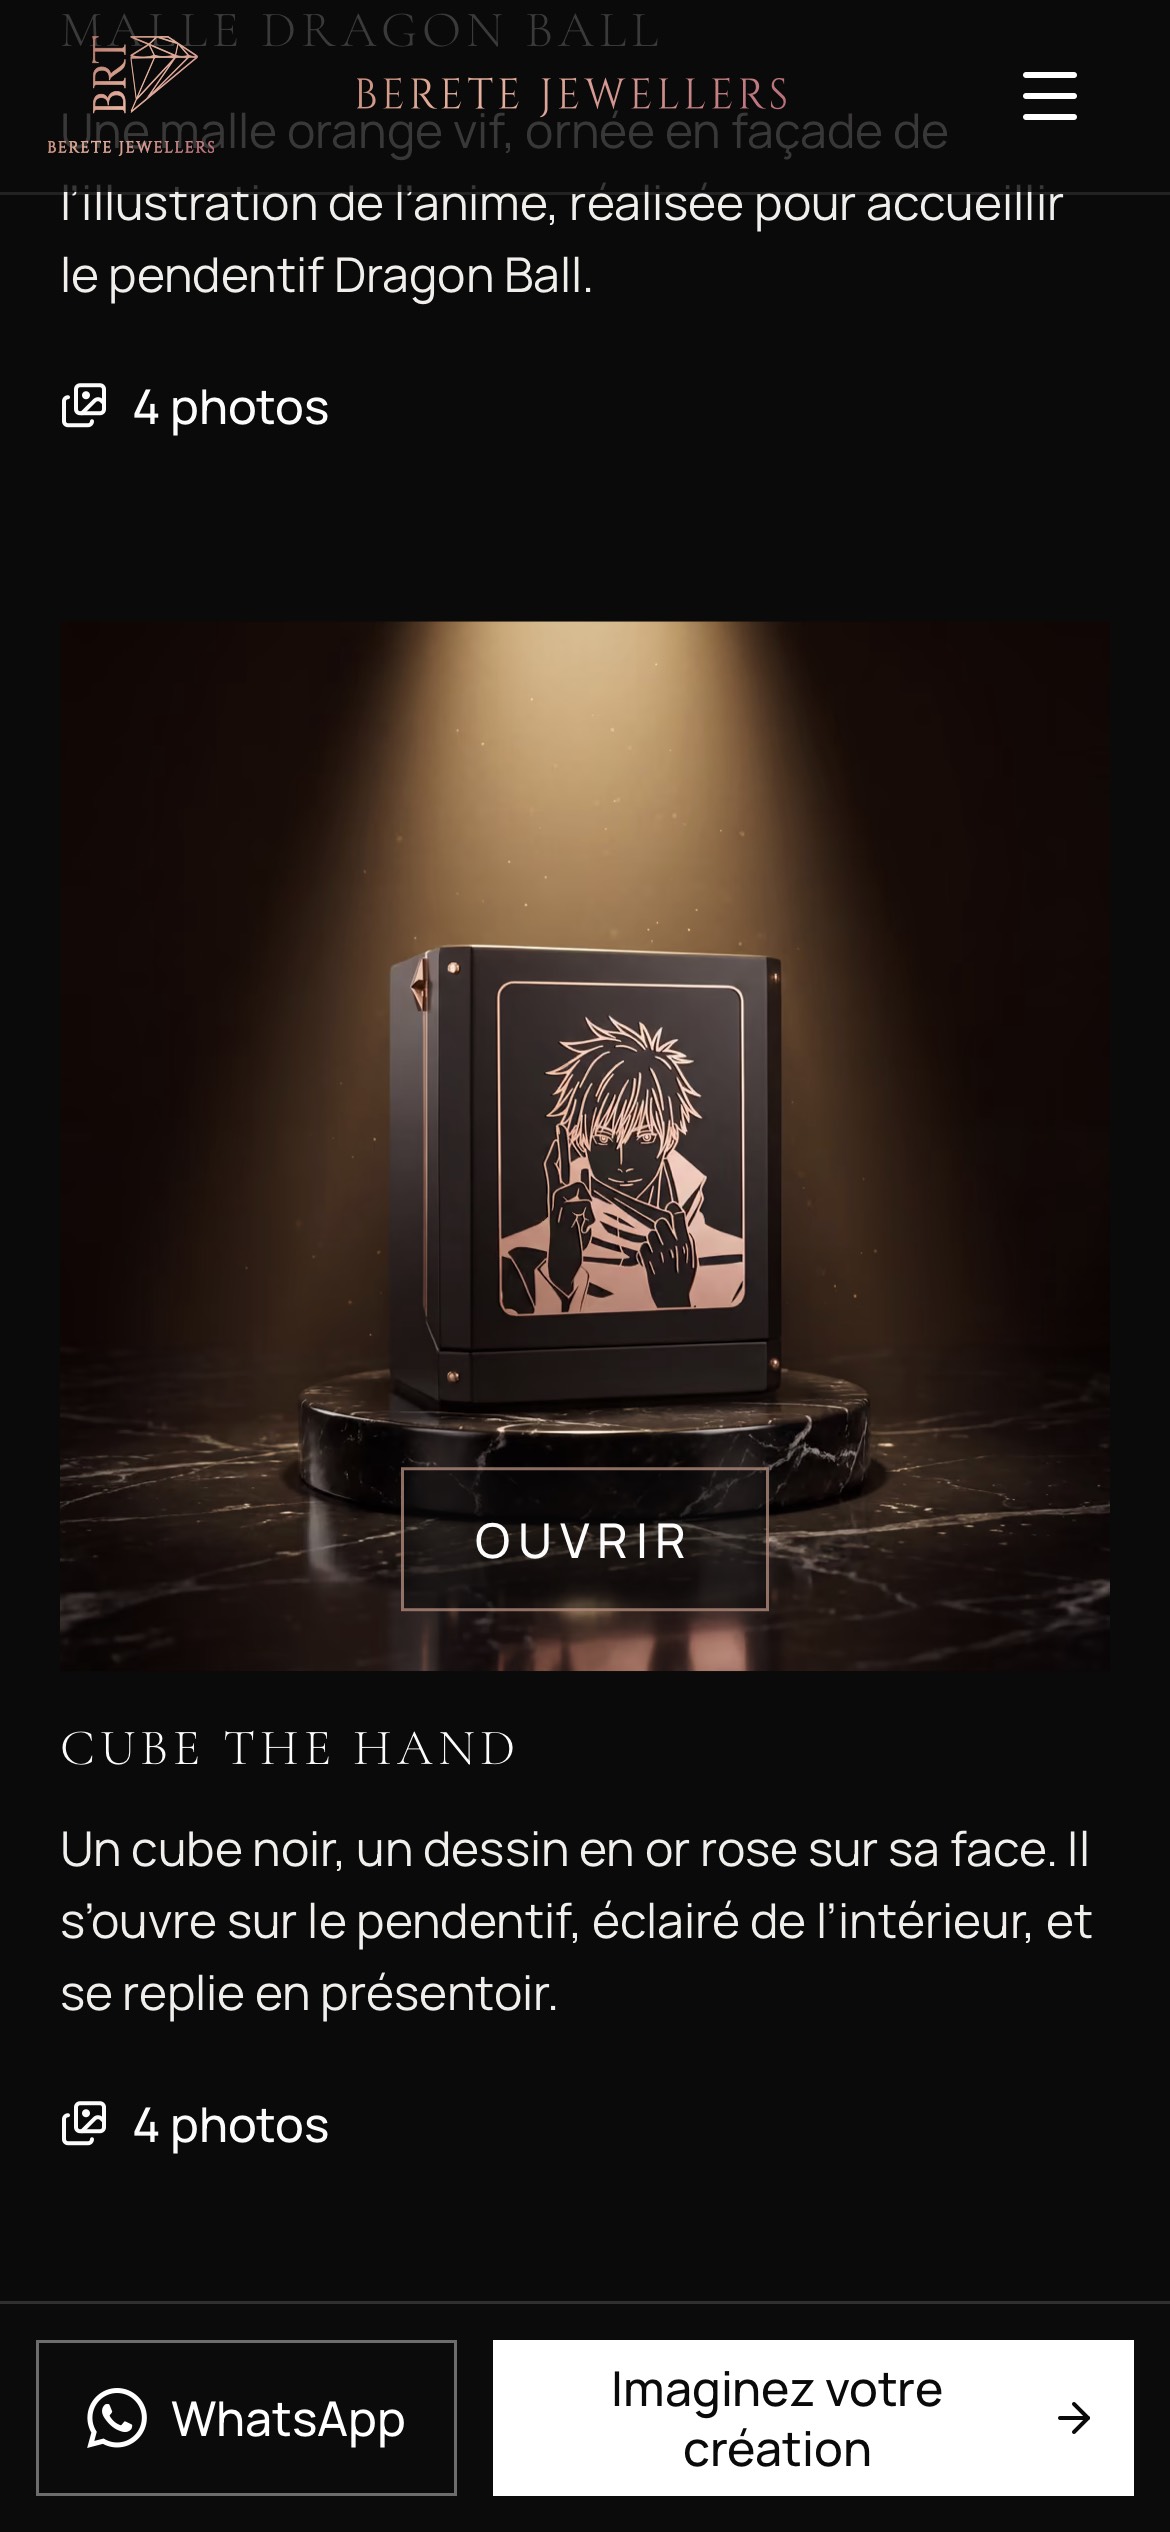 MALLE DRAGON BALL
BRT
BERETE JEWELLERS
BERETE JEWELLERS
Une malle orange vif, ornée en façade de
l'illustration de l'anime, réalisée pour accueillir
le pendentif Dragon Ball.
4 photos
OUVRIR
CUBE THE HAND
Un cube noir, un dessin en or rose sur sa face. Il
s’ouvre sur le pendentif, éclairé de l’intérieur, et
se replie en présentoir.
4 photos
WhatsApp
Imaginez votre
création